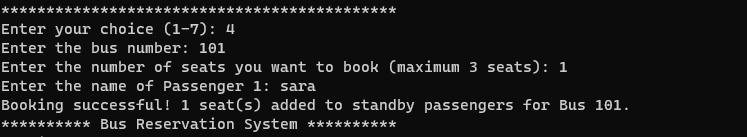 ********************************************
Enter your choice (1-7): 4
Enter the bus number: 101
Enter the number of seats you want to book (maximum 3 seats): 1
Enter the name of Passenger 1: sara
Booking successful! 1 seat(s) added to standby passengers for Bus 101.
********** Bus Reservation System **********